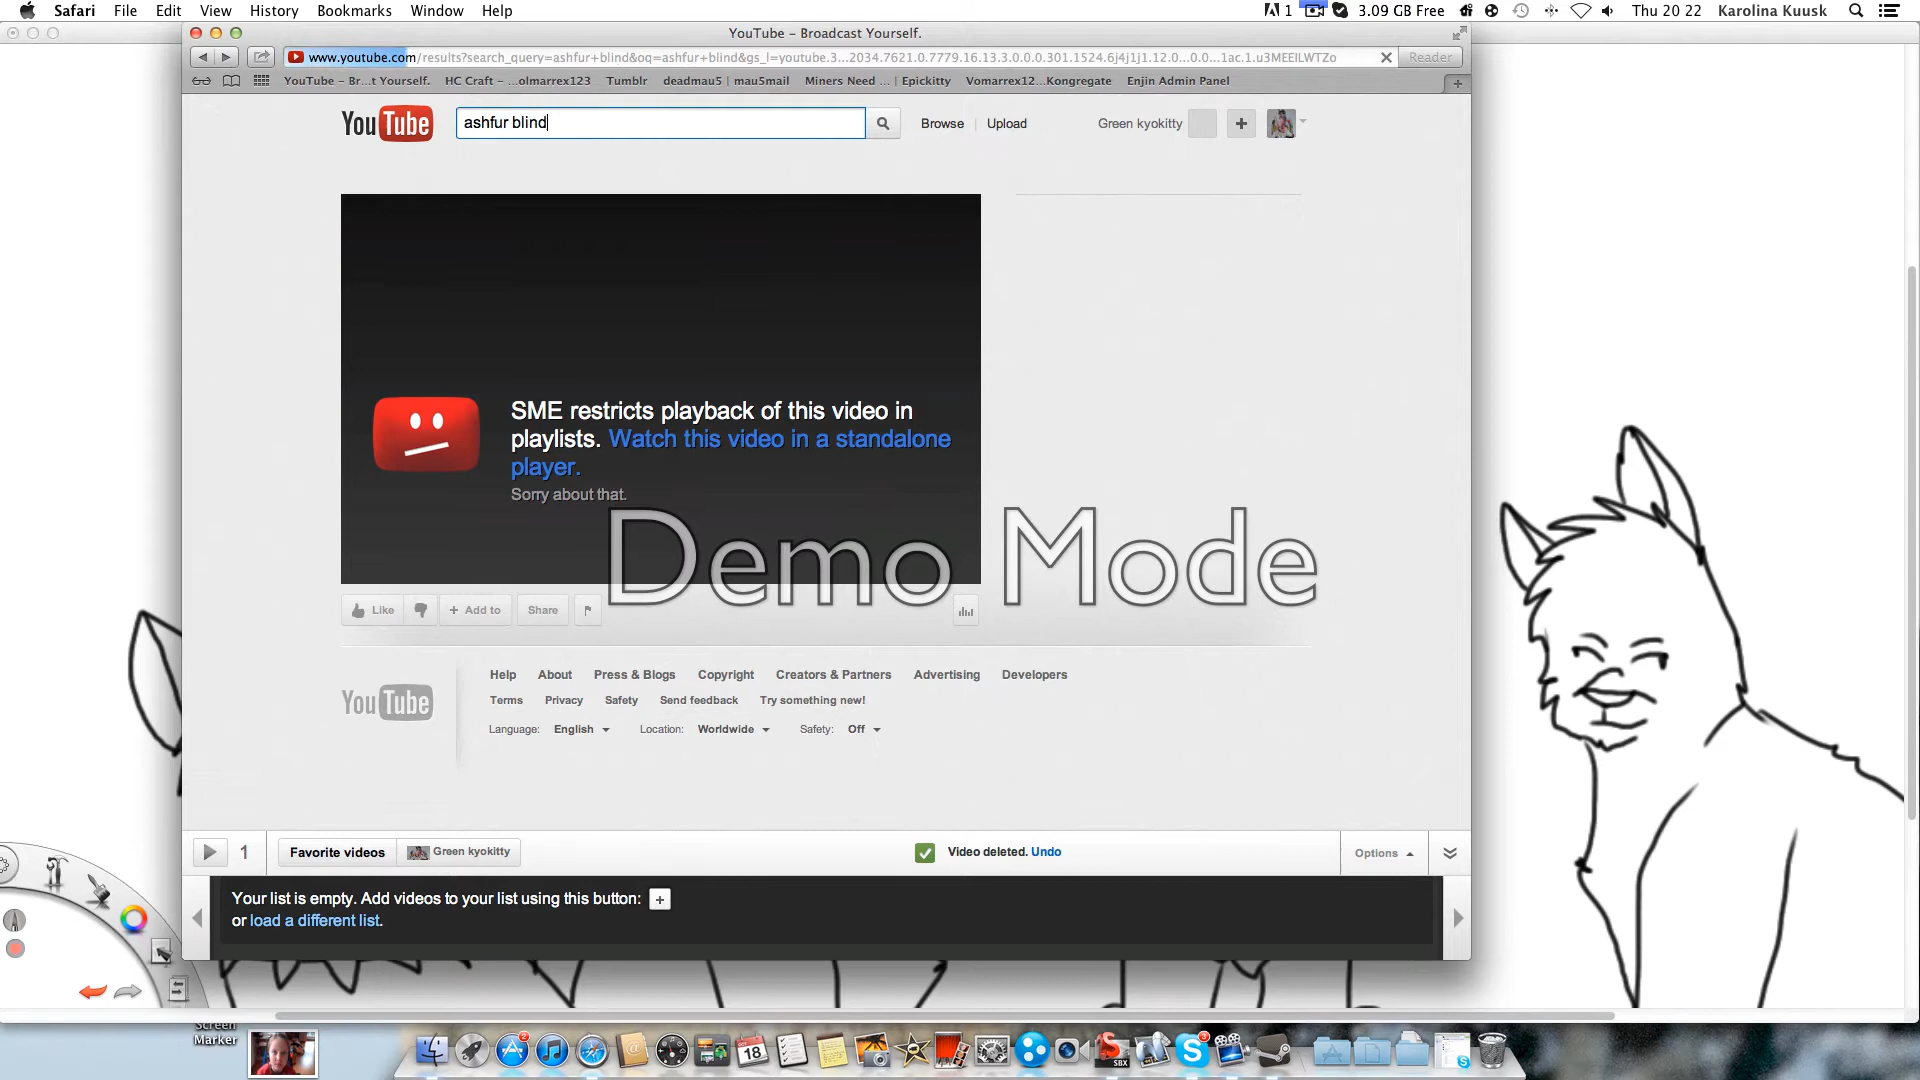 Safari File Edit View History Bookmarks Window Help
1 3.09 GB Free Thu 20 22 Karolina Kuusk
YouTube - Broadcast Yourself.
www.youtube.com/results?search_query=ashfur+blind&oq=ashfur+blind&gs_l=youtube.3...2034.7621.0.7779.16.13.3.0.0.0.301.1524.6j4j1j1.12.0...0.0...1ac.1.u3MEEILWTZo Reader
YouTube - Br...t Yourself. HC Craft - ...olmarrex123 Tumblr deadmau5 | mau5mail Miners Need ... | Epickitty Vomarrex12...Kongregate Enjin Admin Panel
YouTube ashfur blind Browse Upload Green kyokitty
SME restricts playback of this video in
playlists. Watch this video in a standalone
player.
Sorry about that.
Demo Mode
Like Add to Share
YouTube
Help About Press & Blogs Copyright Creators & Partners Advertising Developers
Terms Privacy Safety Send feedback Try something new!
Language: English Location: Worldwide Safety: Off
1 Favorite videos Green kyokitty Video deleted. Undo Options
Your list is empty. Add videos to your list using this button: +
or load a different list.
Screen
Marker
2
18
SBX
3